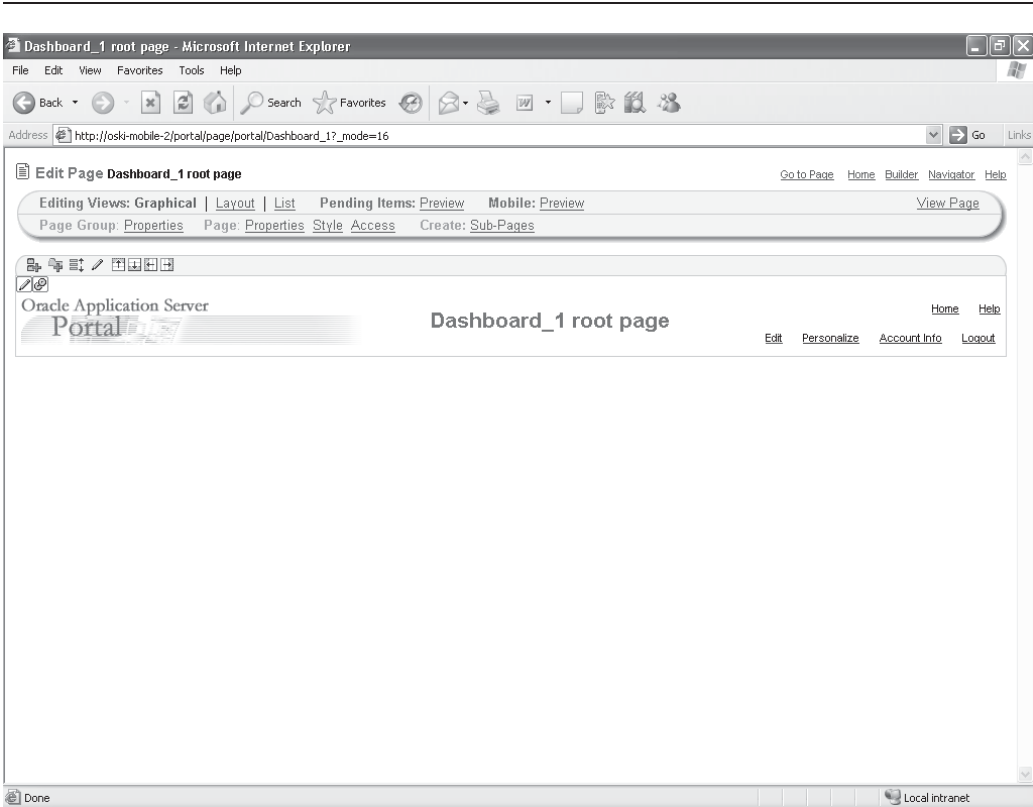 Dashboard_1 root page - Microsoft Internet Explorer
File Edit View Favorites Tools Help
Back Search Favorites
Address http://oski-mobile-2/portal/page/portal/Dashboard_1?_mode=16 Go Links
Edit Page Dashboard_1 root page Go to Page Home Builder Navigator Help
Editing Views: Graphical | Layout | List Pending Items: Preview Mobile: Preview View Page
Page Group: Properties Page: Properties Style Access Create: Sub-Pages
Oracle Application Server
Portal
Dashboard_1 root page
Home Help
Edit Personalize Account Info Logout
Done Local intranet